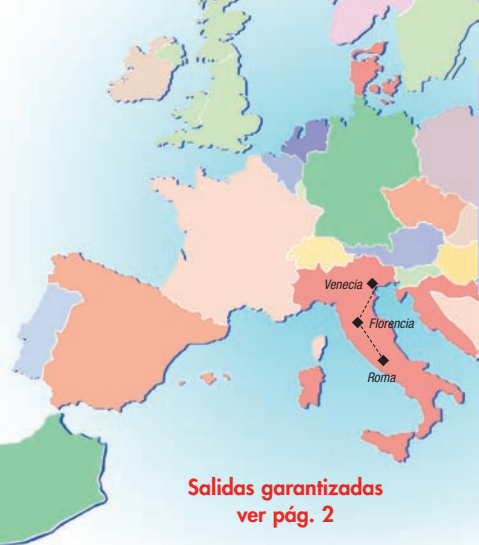 Venecia
Florencia
Roma
Salidas garantizadas
ver pág. 2